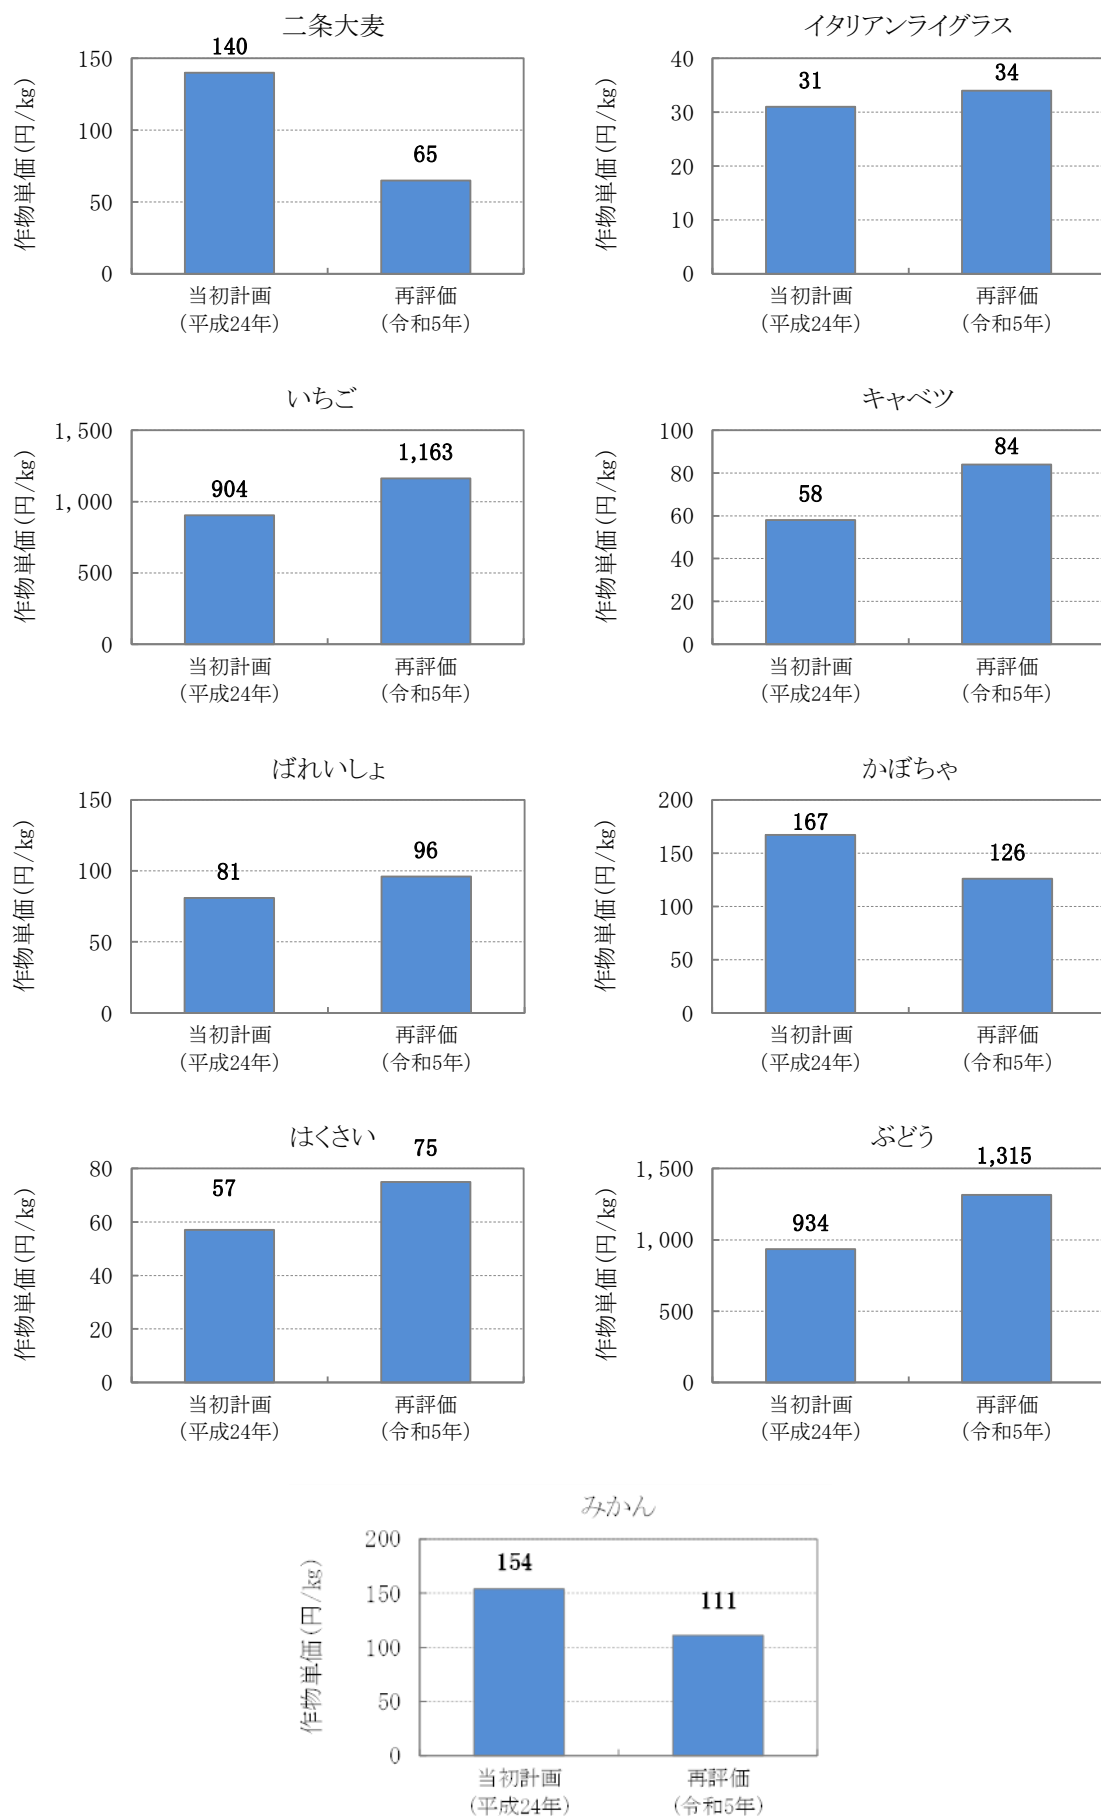 二条大麦
作物単価(円/kg)
150
100
50
0
140
65
当初計画
(平成24年)
再評価
(令和5年)
イタリアンライグラス
作物単価(円/kg)
40
30
20
10
0
31
34
当初計画
(平成24年)
再評価
(令和5年)
いちご
作物単価(円/kg)
1,500
1,000
500
0
904
1,163
当初計画
(平成24年)
再評価
(令和5年)
キャベツ
作物単価(円/kg)
100
80
60
40
20
0
58
84
当初計画
(平成24年)
再評価
(令和5年)
ばれいしょ
作物単価(円/kg)
150
100
50
0
81
96
当初計画
(平成24年)
再評価
(令和5年)
かぼちゃ
作物単価(円/kg)
200
150
100
50
0
167
126
当初計画
(平成24年)
再評価
(令和5年)
はくさい
作物単価(円/kg)
80
60
40
20
0
57
75
当初計画
(平成24年)
再評価
(令和5年)
ぶどう
作物単価(円/kg)
1,500
1,000
500
0
934
1,315
当初計画
(平成24年)
再評価
(令和5年)
みかん
作物単価(円/kg)
200
150
100
50
0
154
111
当初計画
(平成24年)
再評価
(令和5年)